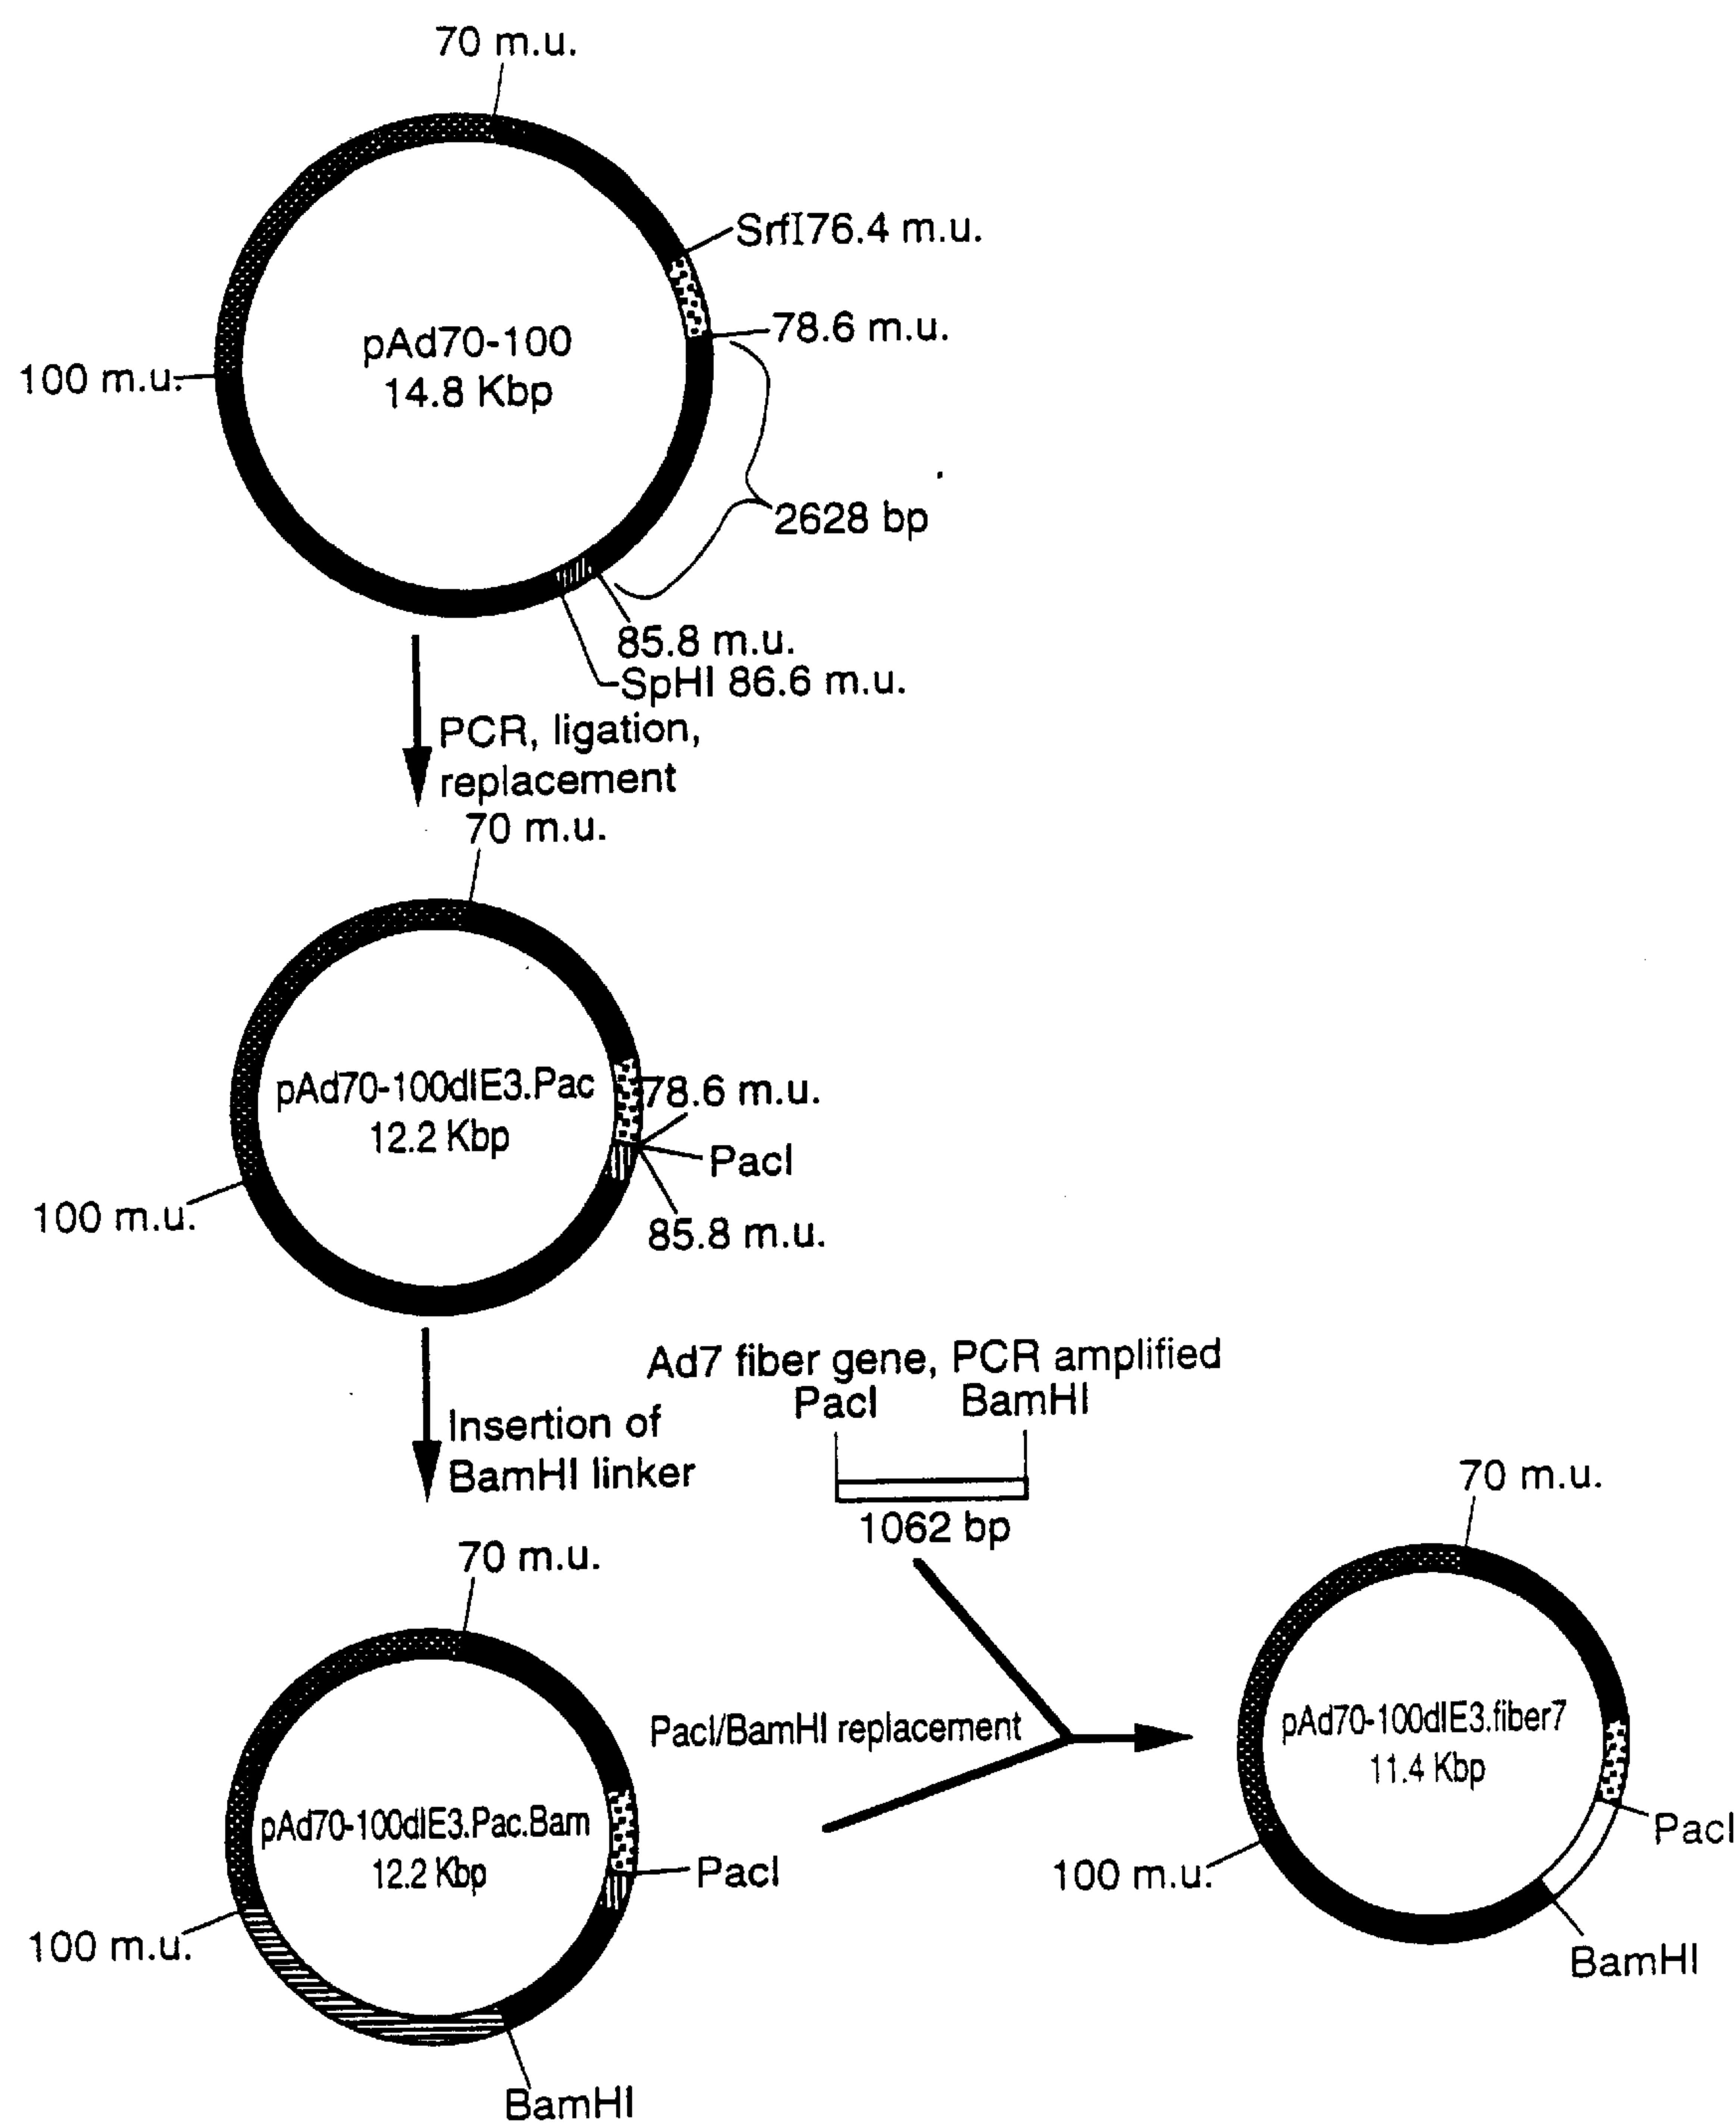 70 m.u.
SrfI76.4 m.u.
78.6 m.u.
pAd70-100
14.8 Kbp
100 m.u.
2628 bp
85.8 m.u.
SpHI 86.6 m.u.
PCR, ligation,
replacement
70 m.u.
pAd70-100dlE3.Pac
12.2 Kbp
78.6 m.u.
PacI
100 m.u.
85.8 m.u.
Insertion of
BamHI linker
Ad7 fiber gene, PCR amplified
PacI BamHI
1062 bp
70 m.u.
pAd70-100dlE3.Pac.Bam
12.2 Kbp
PacI
100 m.u.
BamHI
PacI/BamHI replacement
70 m.u.
pAd70-100dlE3.fiber7
11.4 Kbp
PacI
100 m.u.
BamHI